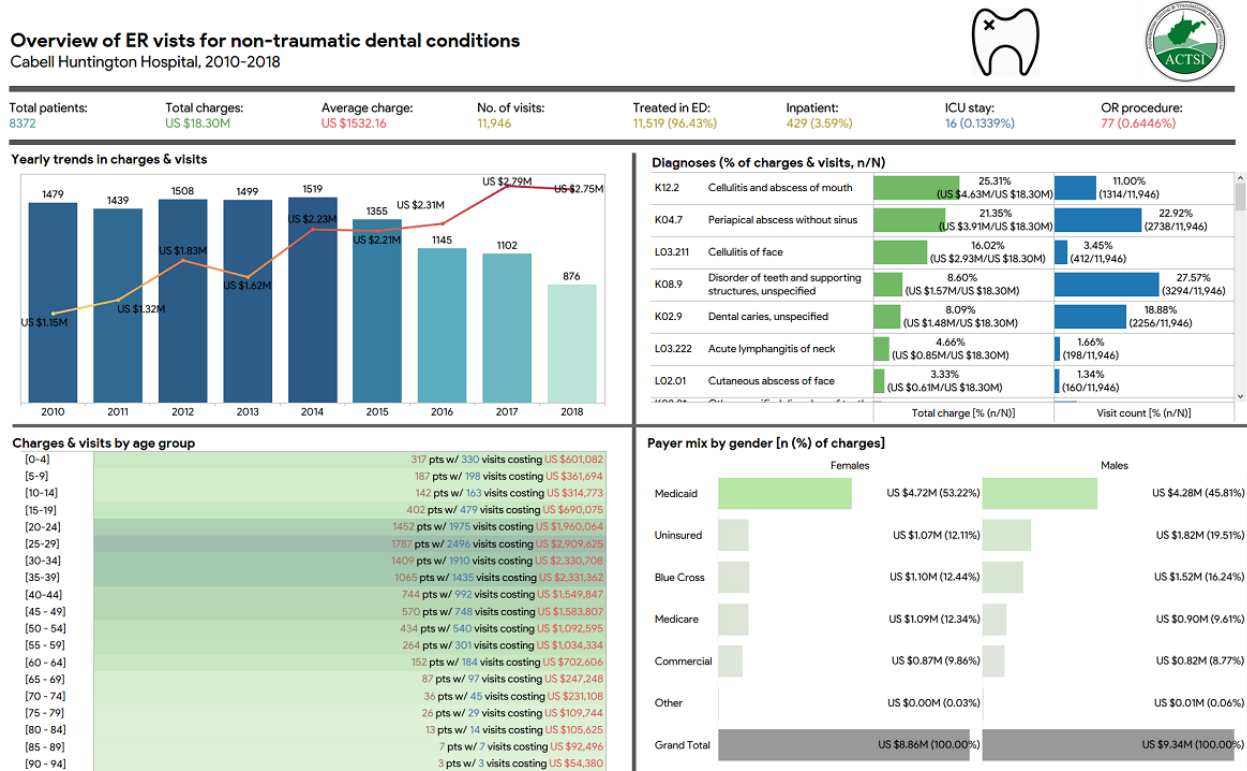 Overview of ER vists for non-traumatic dental conditions
Cabell Huntington Hospital, 2010-2018
ACTSI
Total patients: Total charges: Average charge: No. of visits: Treated in ED: Inpatient: ICU stay: OR procedure:
8372 US $18.30M US $1532.16 11,946 11,519 (96.43%) 429 (3.59%) 16 (0.1339%) 77 (0.6446%)
Yearly trends in charges & visits
1479 1439 1508 1499 1519 1355 1145 1102 876
US $1.15M US $1.32M US $1.83M US $1.62M US $2.23M US $2.21M US $2.31M US $2.79M US $2.75M
2010 2011 2012 2013 2014 2015 2016 2017 2018
Diagnoses (% of charges & visits, n/N)
K12.2 Cellulitis and abscess of mouth 25.31% (US $4.63M/US $18.30M) 11.00% (1314/11,946)
K04.7 Periapical abscess without sinus 21.35% (US $3.91M/US $18.30M) 22.92% (2738/11,946)
L03.211 Cellulitis of face 16.02% (US $2.93M/US $18.30M) 3.45% (412/11,946)
K08.9 Disorder of teeth and supporting structures, unspecified 8.60% (US $1.57M/US $18.30M) 27.57% (3294/11,946)
K02.9 Dental caries, unspecified 8.09% (US $1.48M/US $18.30M) 18.88% (2256/11,946)
L03.222 Acute lymphangitis of neck 4.66% (US $0.85M/US $18.30M) 1.66% (198/11,946)
L02.01 Cutaneous abscess of face 3.33% (US $0.61M/US $18.30M) 1.34% (160/11,946)
Total charge [% (n/N)] Visit count [% (n/N)]
Charges & visits by age group
[0-4] 317 pts w/ 330 visits costing US $601,082
[5-9] 187 pts w/ 198 visits costing US $361,694
[10-14] 142 pts w/ 163 visits costing US $314,773
[15-19] 402 pts w/ 479 visits costing US $690,075
[20-24] 1452 pts w/ 1975 visits costing US $1,960,064
[25-29] 1787 pts w/ 2496 visits costing US $2,909,625
[30-34] 1409 pts w/ 1910 visits costing US $2,330,708
[35-39] 1065 pts w/ 1435 visits costing US $2,331,362
[40-44] 744 pts w/ 992 visits costing US $1,549,847
[45 - 49] 570 pts w/ 748 visits costing US $1,583,807
[50 - 54] 434 pts w/ 540 visits costing US $1,092,595
[55 - 59] 264 pts w/ 301 visits costing US $1,034,334
[60 - 64] 152 pts w/ 184 visits costing US $702,606
[65 - 69] 87 pts w/ 97 visits costing US $247,248
[70 - 74] 36 pts w/ 45 visits costing US $231,108
[75 - 79] 26 pts w/ 29 visits costing US $109,744
[80 - 84] 13 pts w/ 14 visits costing US $105,625
[85 - 89] 7 pts w/ 7 visits costing US $92,496
[90 - 94] 3 pts w/ 3 visits costing US $54,380
Payer mix by gender [n (%) of charges]
Females Males
Medicaid US $4.72M (53.22%) US $4.28M (45.81%)
Uninsured US $1.07M (12.11%) US $1.82M (19.51%)
Blue Cross US $1.10M (12.44%) US $1.52M (16.24%)
Medicare US $1.09M (12.34%) US $0.90M (9.61%)
Commercial US $0.87M (9.86%) US $0.82M (8.77%)
Other US $0.00M (0.03%) US $0.01M (0.06%)
Grand Total US $8.86M (100.00%) US $9.34M (100.00%)